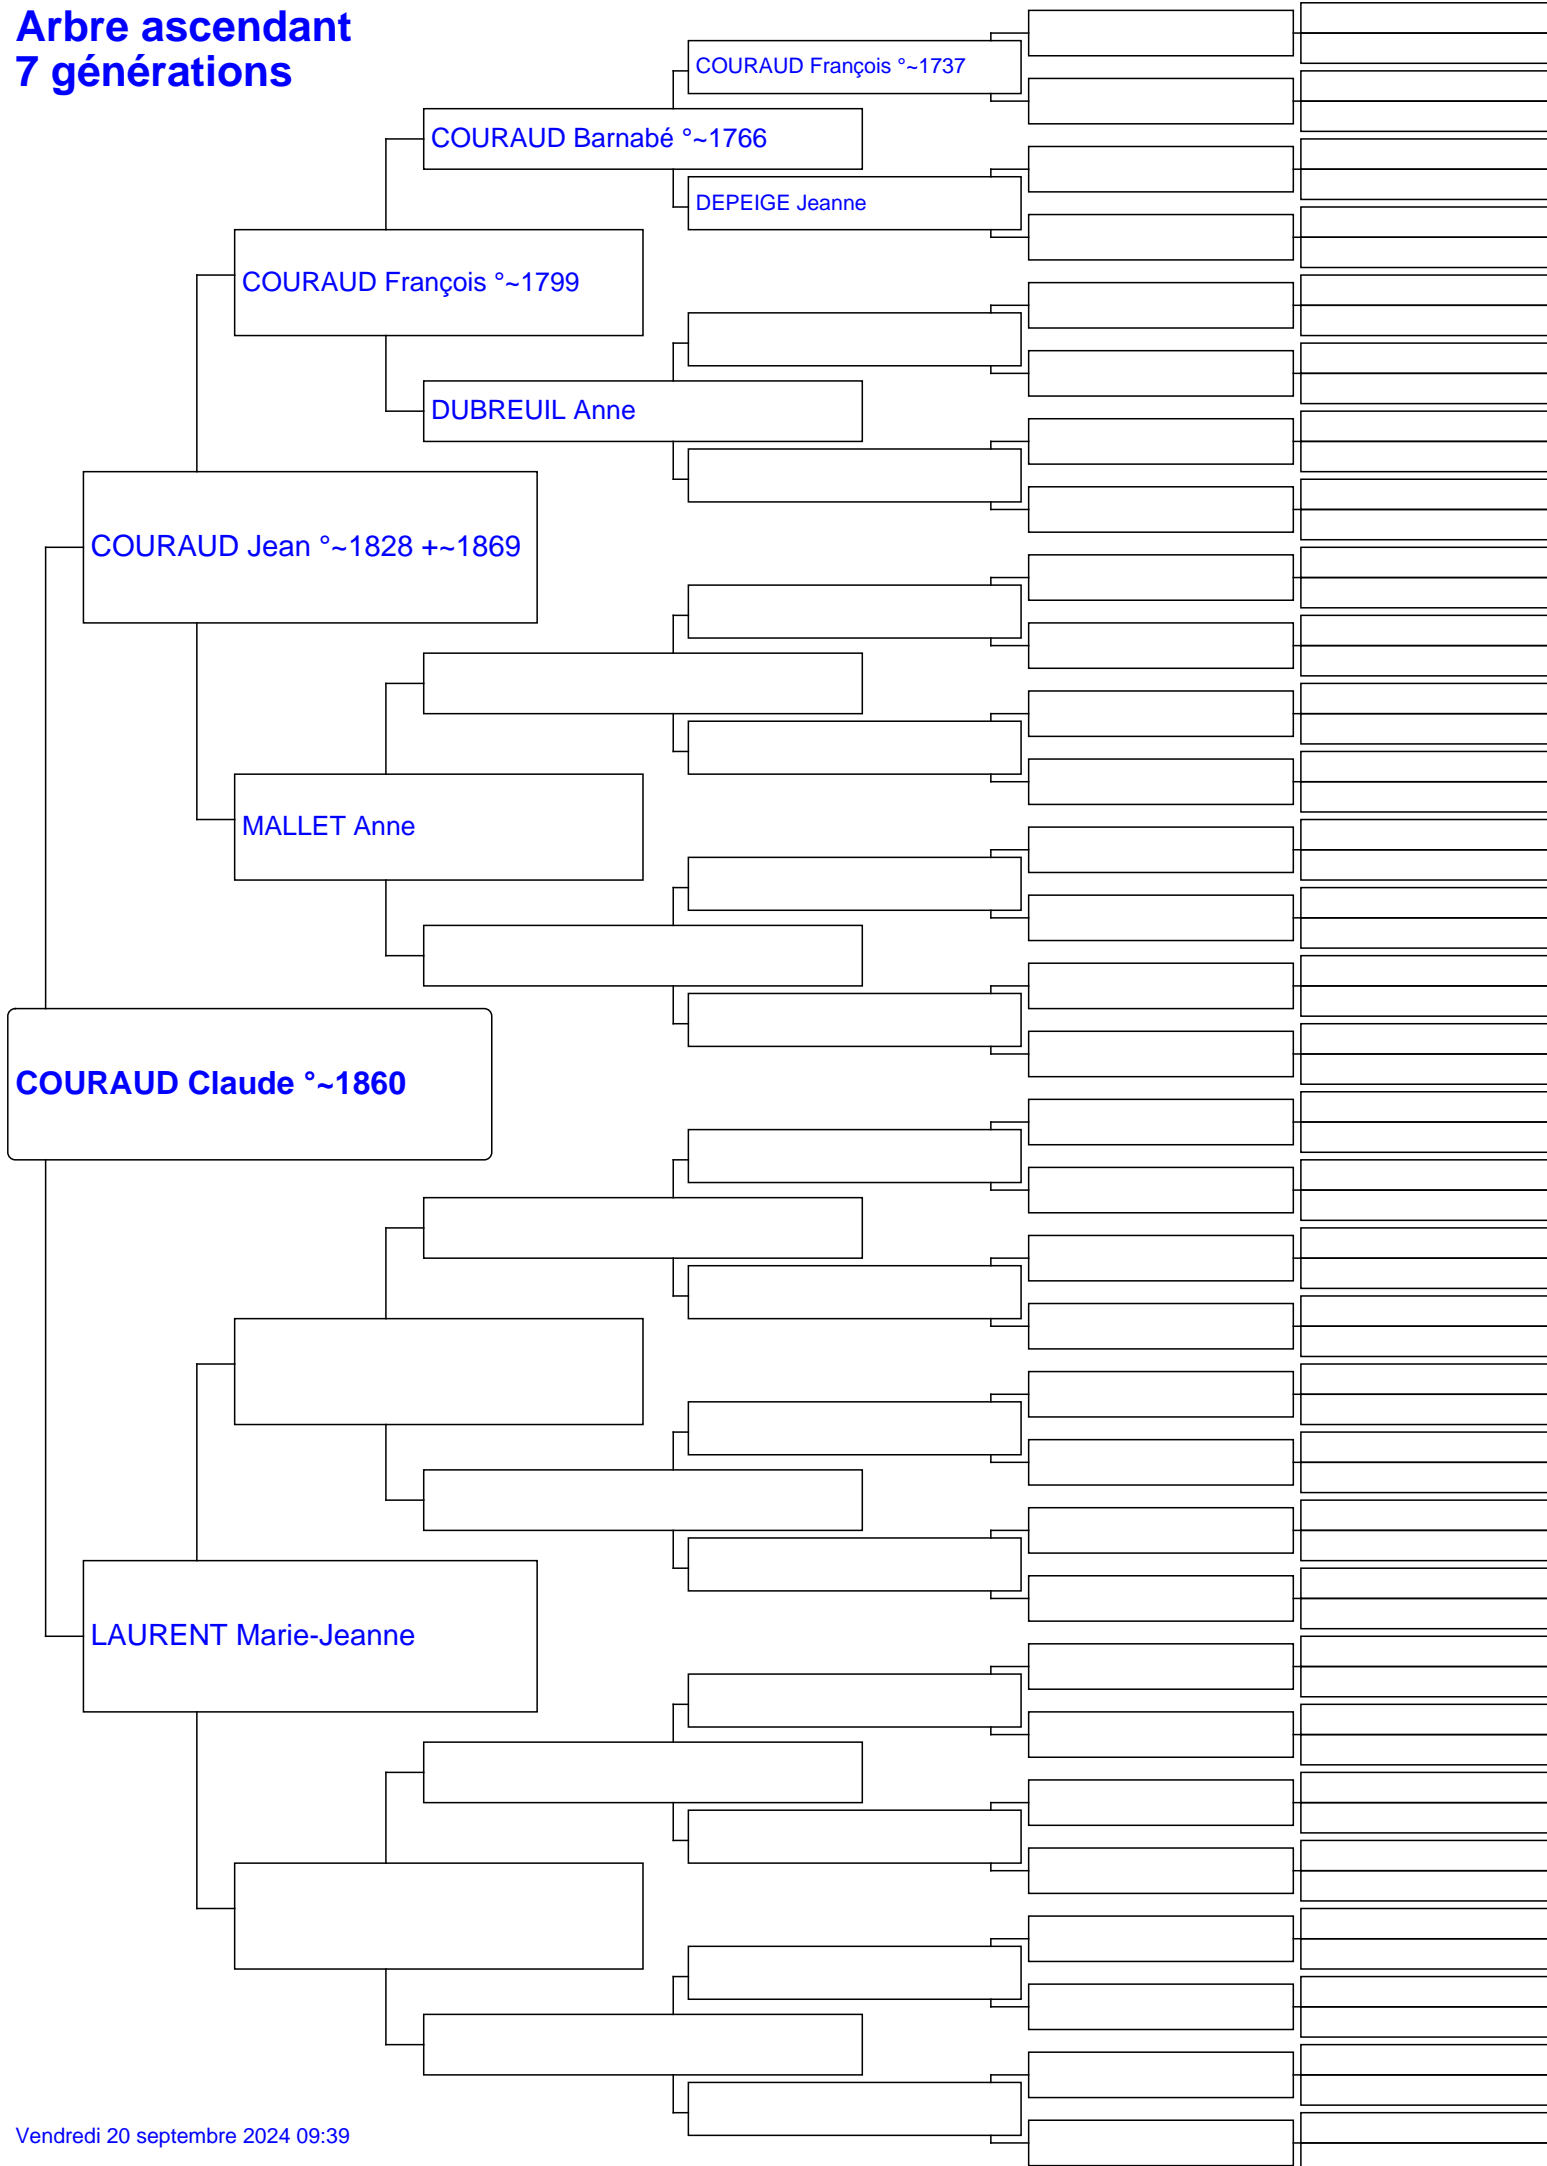 Arbre ascendant
7 générations
COURAUD François °~1737
COURAUD Barnabé °~1766
DEPEIGE Jeanne
COURAUD François °~1799
DUBREUIL Anne
COURAUD Jean °~1828 +~1869
MALLET Anne
COURAUD Claude °~1860
LAURENT Marie-Jeanne
Vendredi 20 septembre 2024 09:39